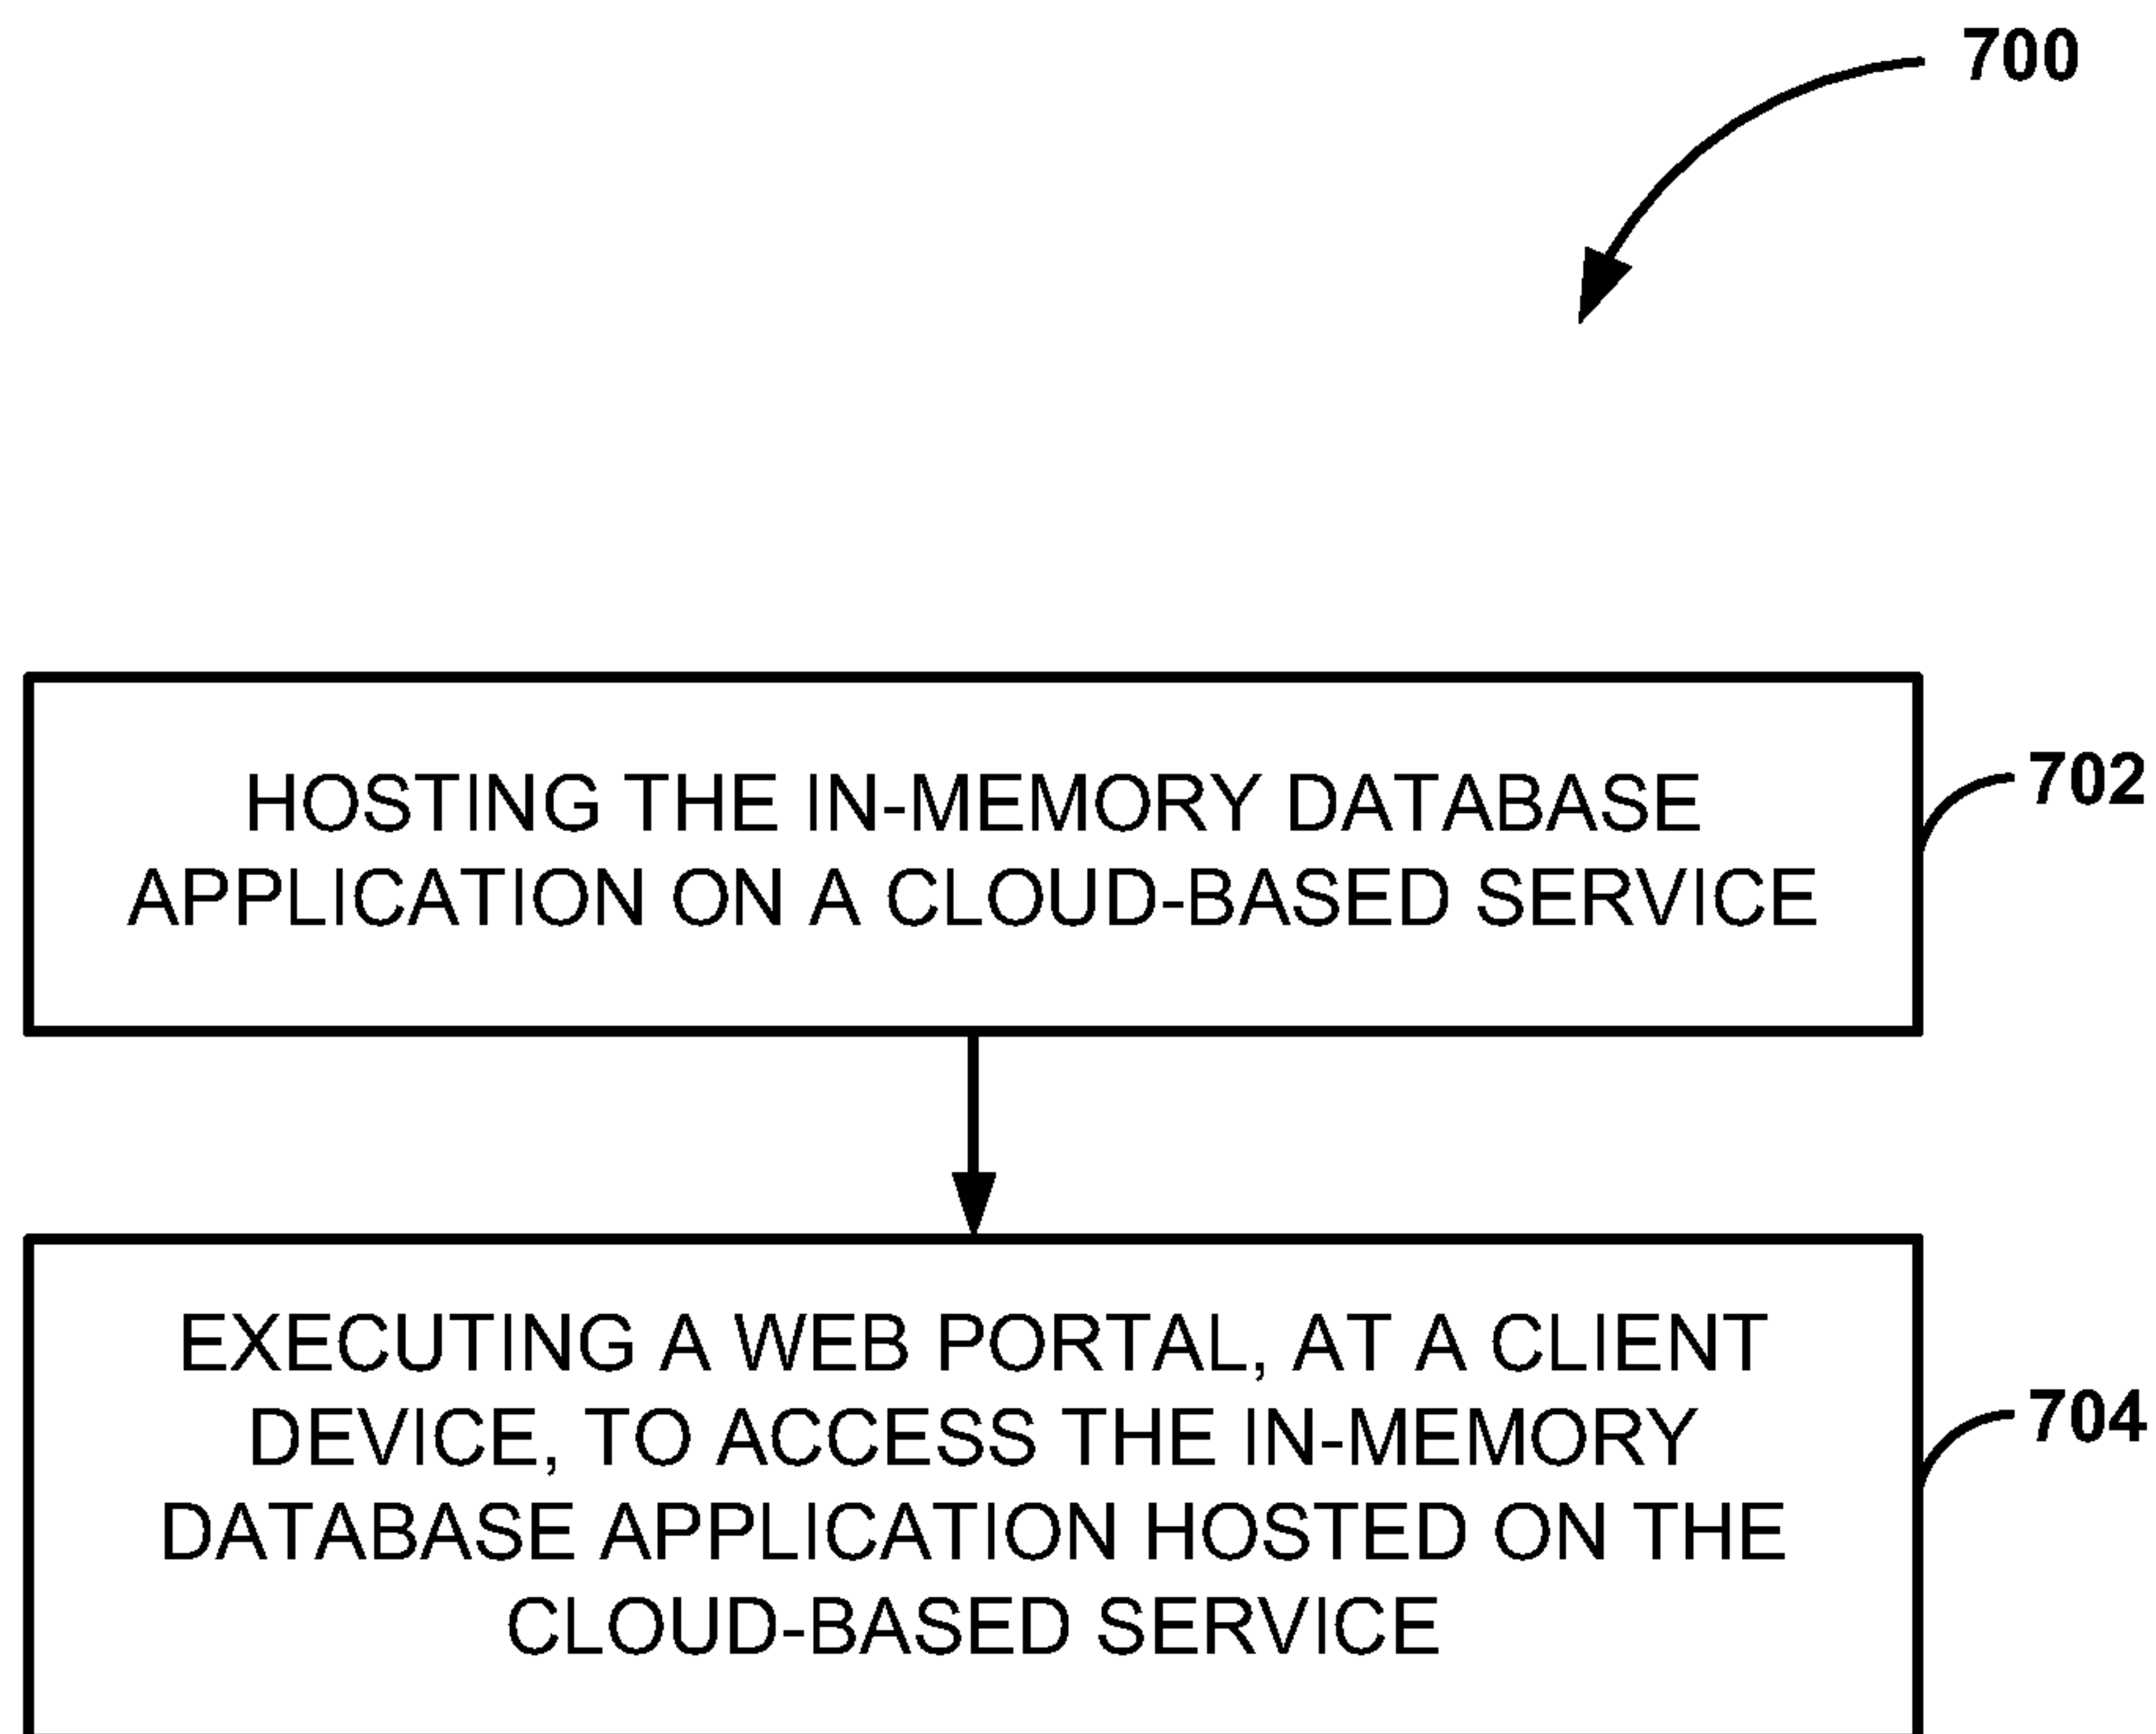 700
HOSTING THE IN-MEMORY DATABASE
APPLICATION ON A CLOUD-BASED SERVICE
702
EXECUTING A WEB PORTAL, AT A CLIENT
DEVICE, TO ACCESS THE IN-MEMORY
DATABASE APPLICATION HOSTED ON THE
CLOUD-BASED SERVICE
704